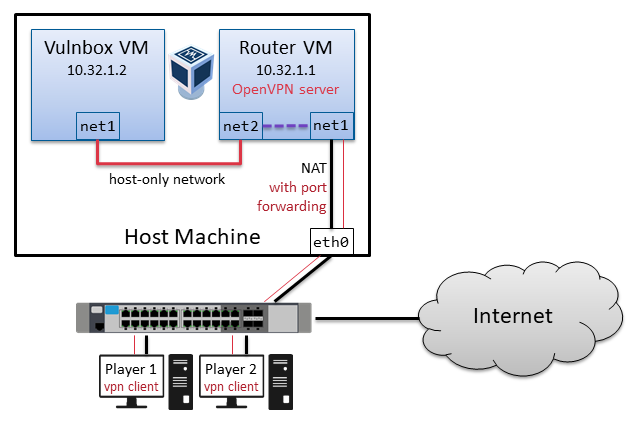 Vulnbox VM
10.32.1.2
net1
Router VM
10.32.1.1
OpenVPN server
net2
net1
host-only network
NAT
with port
forwarding
Host Machine
eth0
Internet
Player 1
vpn client
Player 2
vpn client